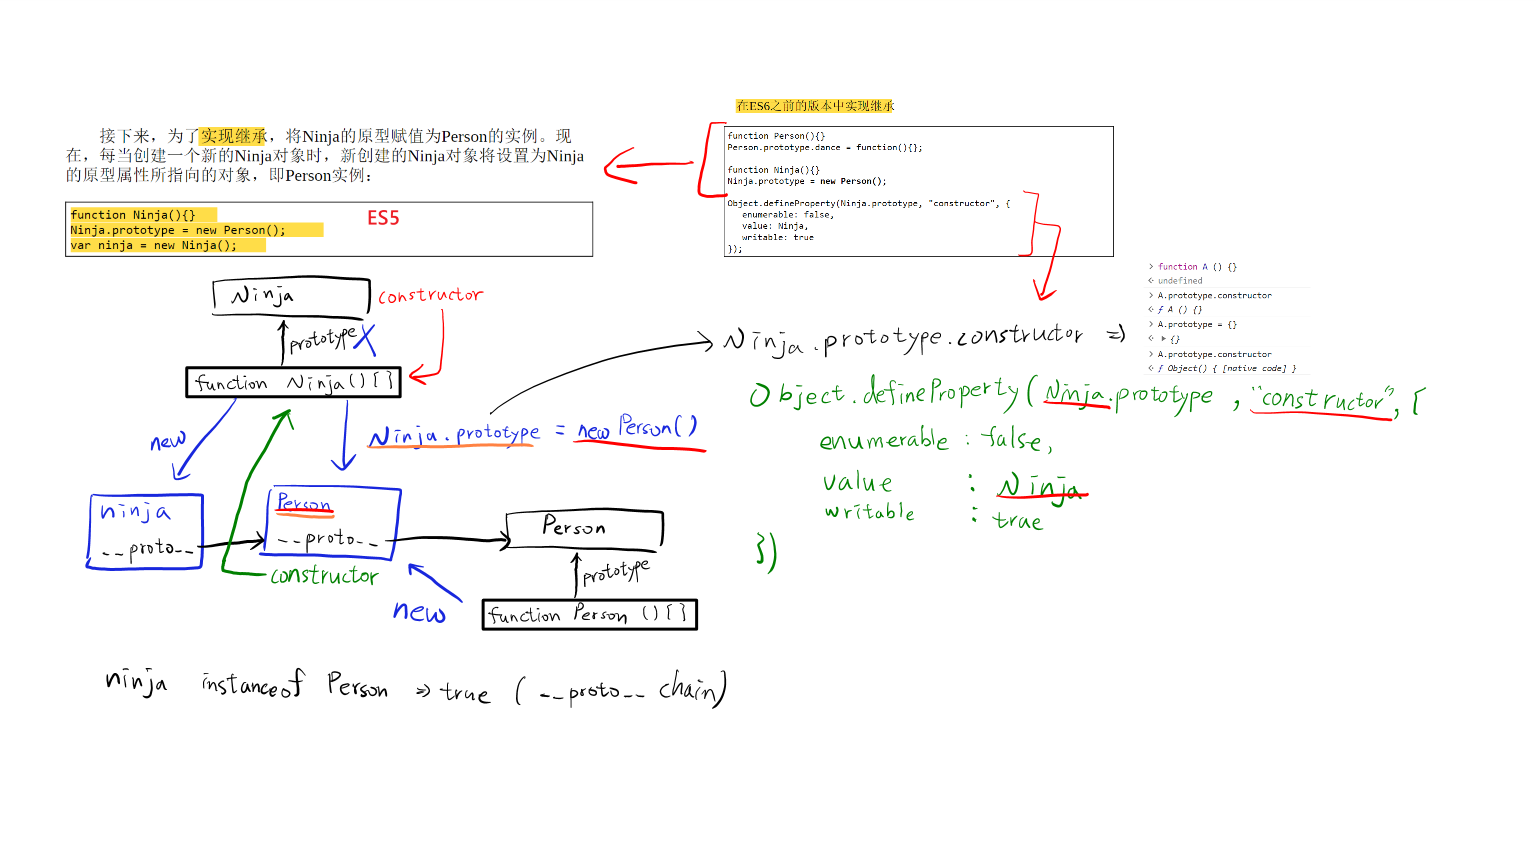 在ES6之前的版本中实现继承
接下来，为了实现继承，将Ninja的原型赋值为Person的实例。现
在，每当创建一个新的Ninja对象时，新创建的Ninja对象将设置为Ninja
的原型属性所指向的对象，即Person实例：
function Ninja(){}
Ninja.prototype = new Person();
var ninja = new Ninja();
ES5
function Person(){}
Person.prototype.dance = function(){};
function Ninja(){}
Ninja.prototype = new Person();
Object.defineProperty(Ninja.prototype, "constructor", {
enumerable: false,
value: Ninja,
writable: true
});
> function A () {}
< undefined
> A.prototype.constructor
< ƒ A () {}
> A.prototype = {}
< ▶ {}
> A.prototype.constructor
< ƒ Object() { [native code] }
Ninja
constructor
prototype X
function Ninja(){}
new
Ninja.prototype = new Person()
ninja
__proto__
Person
__proto__
constructor
new
Person
prototype
function Person (){}
ninja instanceof Person => true ( __proto__ chain)
Ninja.prototype.constructor =>
Object.defineProperty(Ninja.prototype, "constructor", {
enumerable : false,
value : Ninja
writable : true
})